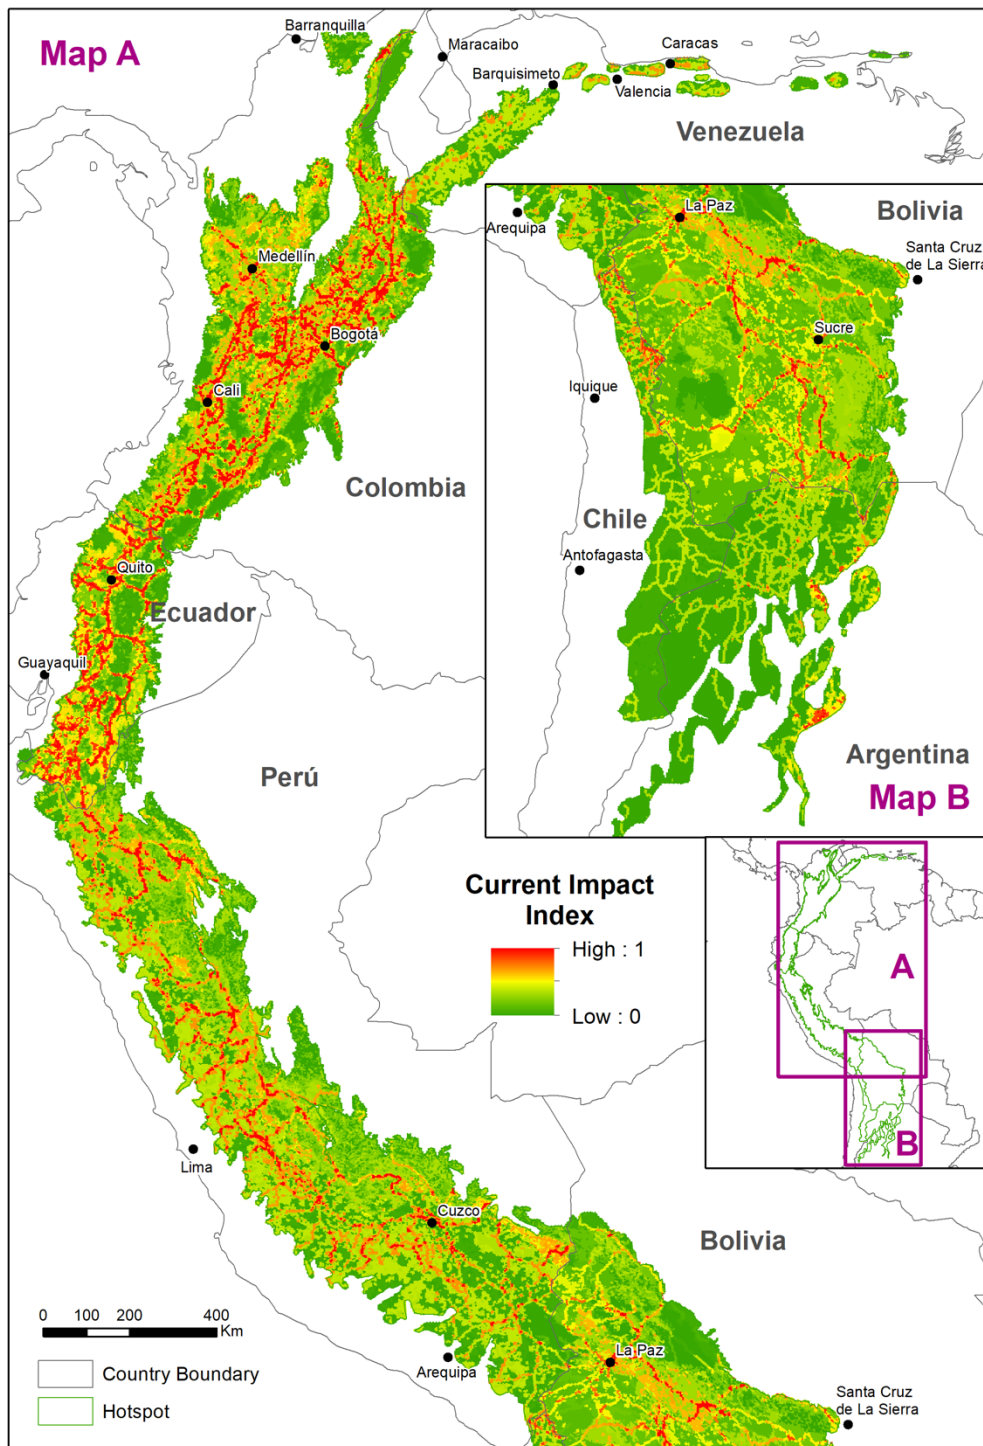 Map A
Barranquilla
Maracaibo
Caracas
Barquisimeto
Valencia
Venezuela
Medellín
Bogotá
Cali
Colombia
Quito
Ecuador
Guayaquil
Perú
La Paz
Bolivia
Arequipa
Santa Cruz
de La Sierra
Sucre
Iquique
Chile
Antofagasta
Argentina
Map B
Current Impact
Index
High : 1
Low : 0
A
B
Lima
Cuzco
Bolivia
0 100 200 400
Km
Country Boundary
Hotspot
Arequipa
La Paz
Santa Cruz
de La Sierra